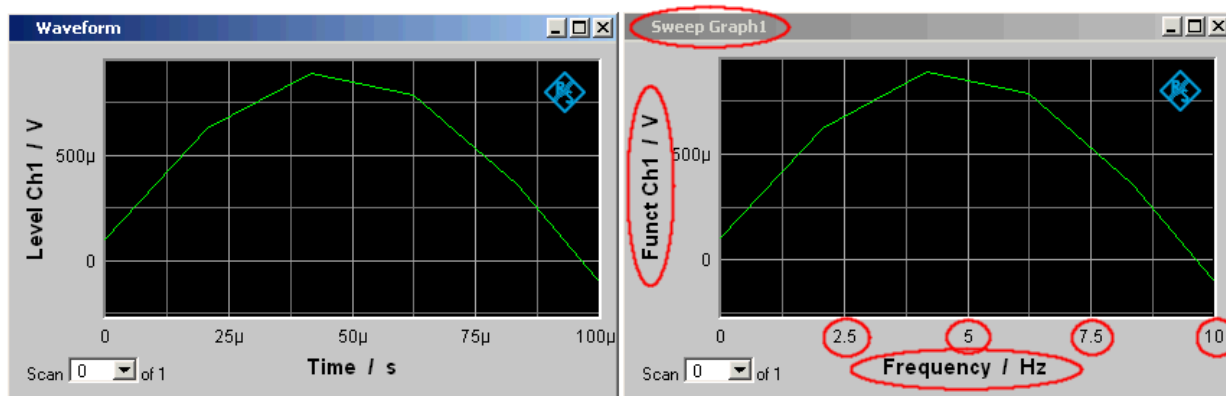 Waveform
Level Ch1 / V
500µ
0
0 25µ 50µ 75µ 100µ
Time / s
Scan 0 of 1
Sweep Graph1
Funct Ch1 / V
500µ
0
0 2.5 5 7.5 10
Frequency / Hz
Scan 0 of 1